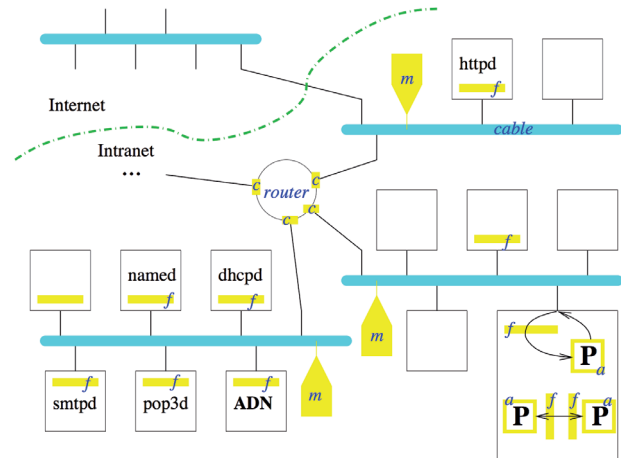 m
httpd
f
Internet
cable
Intranet
...
c
router
c
c
c
named
dhcpd
f
f
f
f
m
P
a
m
f
f
f
smtpd
pop3d
ADN
a
f
f
a
P
P